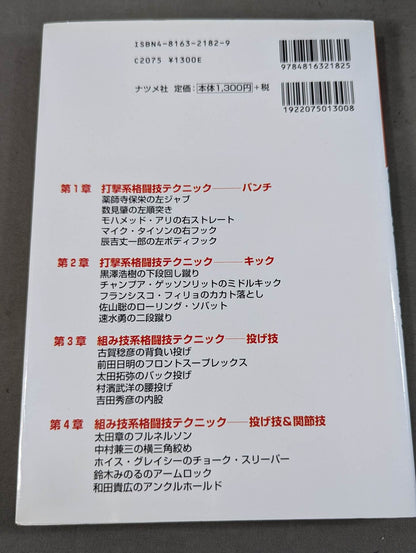 ISBN4-8163-2182-9
C2075 ¥1300E
9784816321825
ナツメ社 定価:本体1,300円+税
1922075013008
第1章 打撃系格闘技テクニック――パンチ
薬師寺保栄の左ジャブ
数見肇の左順突き
モハメッド・アリの右ストレート
マイク・タイソンの右フック
辰吉丈一郎の左ボディフック
第2章 打撃系格闘技テクニック――キック
黒澤浩樹の下段回し蹴り
チャンプア・ゲッソンリットのミドルキック
フランシスコ・フィリョのカカト落とし
佐山聡のローリング・ソバット
速水勇の二段蹴り
第3章 組み技系格闘技テクニック――投げ技
古賀稔彦の背負い投げ
前田日明のフロントスープレックス
太田拓弥のバック投げ
村濱武洋の腰投げ
吉田秀彦の内股
第4章 組み技系格闘技テクニック――投げ技&関節技
太田章のフルネルソン
中村兼三の横三角絞め
ホイス・グレイシーのチョーク・スリーパー
鈴木みのるのアームロック
和田貴広のアンクルホールド